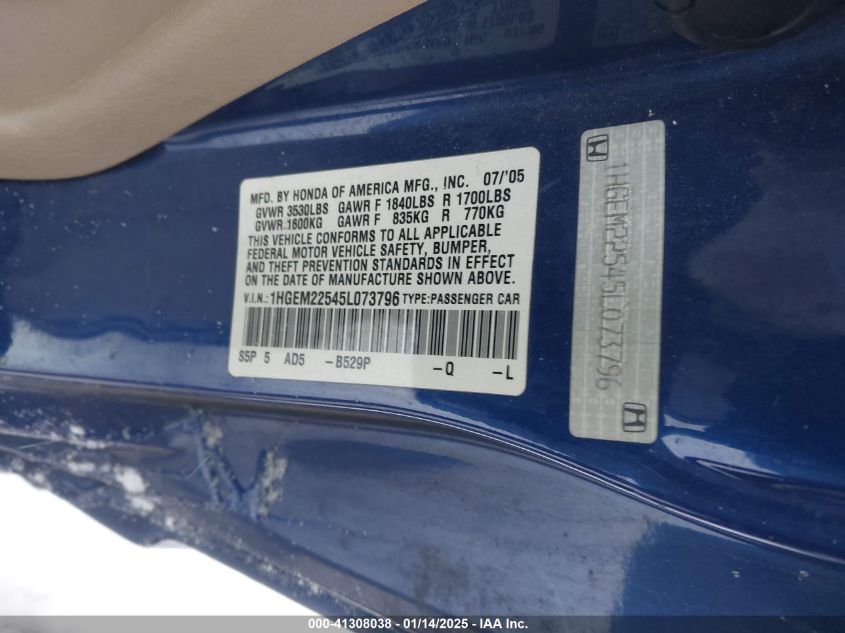 MFD. BY HONDA OF AMERICA MFG., INC. 07/'05
GVWR 3530LBS GAWR F 1840LBS R 1700LBS
GVWR 1600KG GAWR F 835KG R 770KG
THIS VEHICLE CONFORMS TO ALL APPLICABLE
FEDERAL MOTOR VEHICLE SAFETY, BUMPER,
AND THEFT PREVENTION STANDARDS IN EFFECT
ON THE DATE OF MANUFACTURE SHOWN ABOVE.
V.I.N.: 1HGEM22545L073796 TYPE:PASSENGER CAR
S5P 5 AD5 -B529P -Q -L
1HGEM22545L073796
000-41308038 - 01/14/2025 - IAAI.com